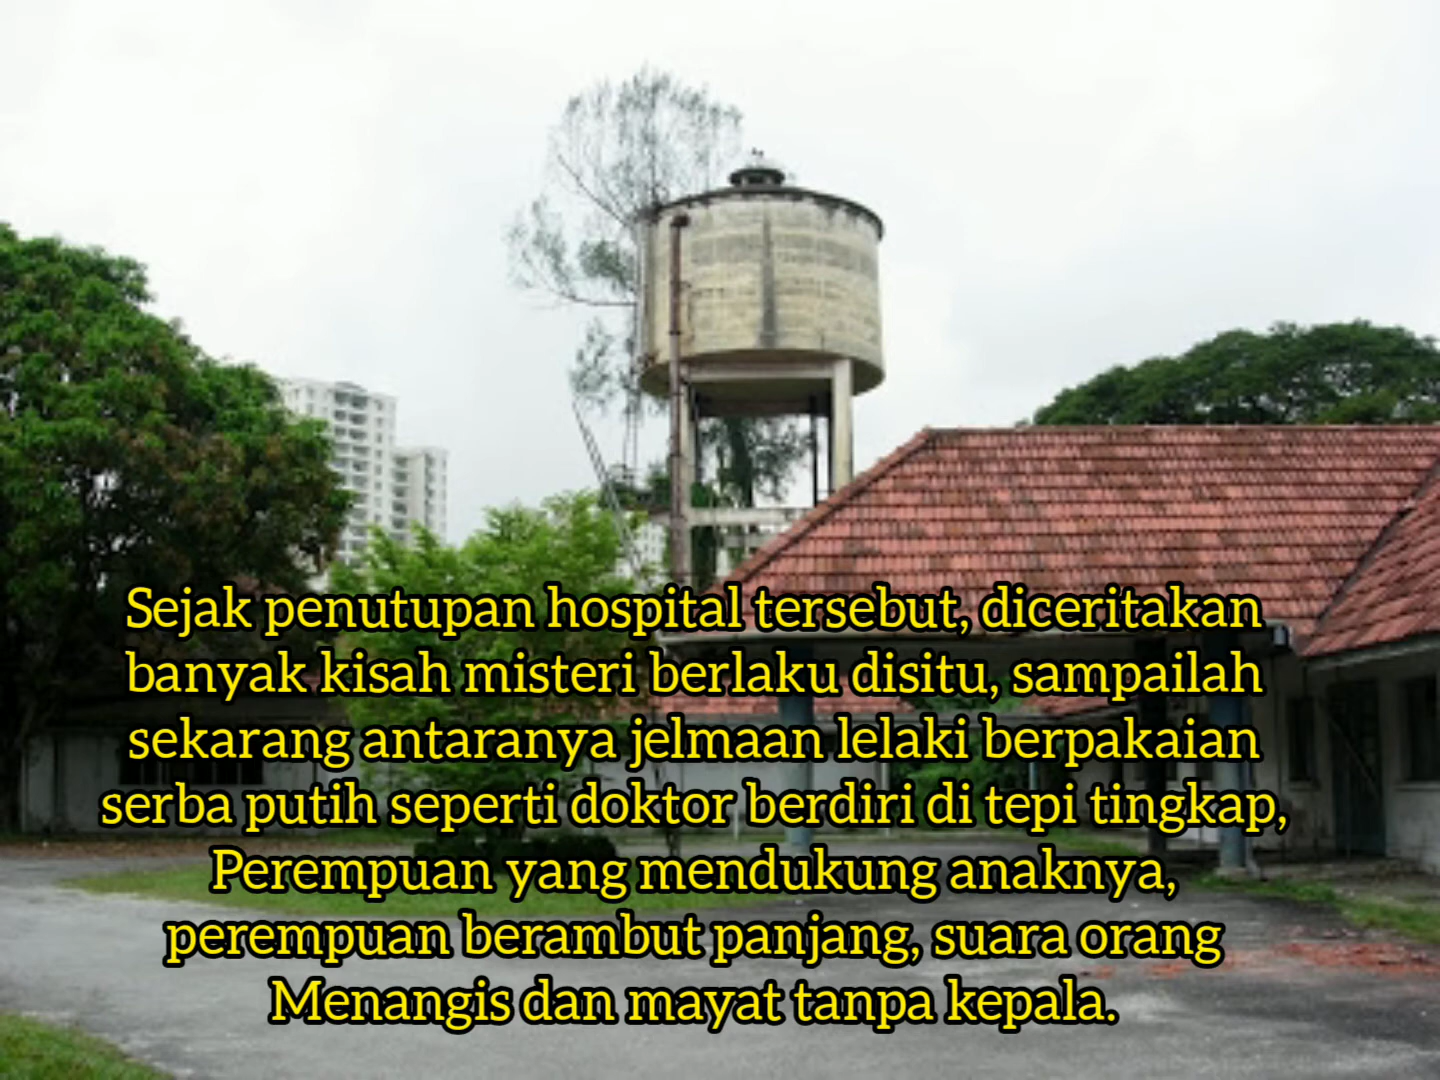 Sejak penutupan hospital tersebut, diceritakan
banyak kisah misteri berlaku disitu, sampailah
sekarang antaranya jelmaan lelaki berpakaian
serba putih seperti doktor berdiri di tepi tingkap,
Perempuan yang mendukung anaknya,
perempuan berambut panjang, suara orang
Menangis dan mayat tanpa kepala.